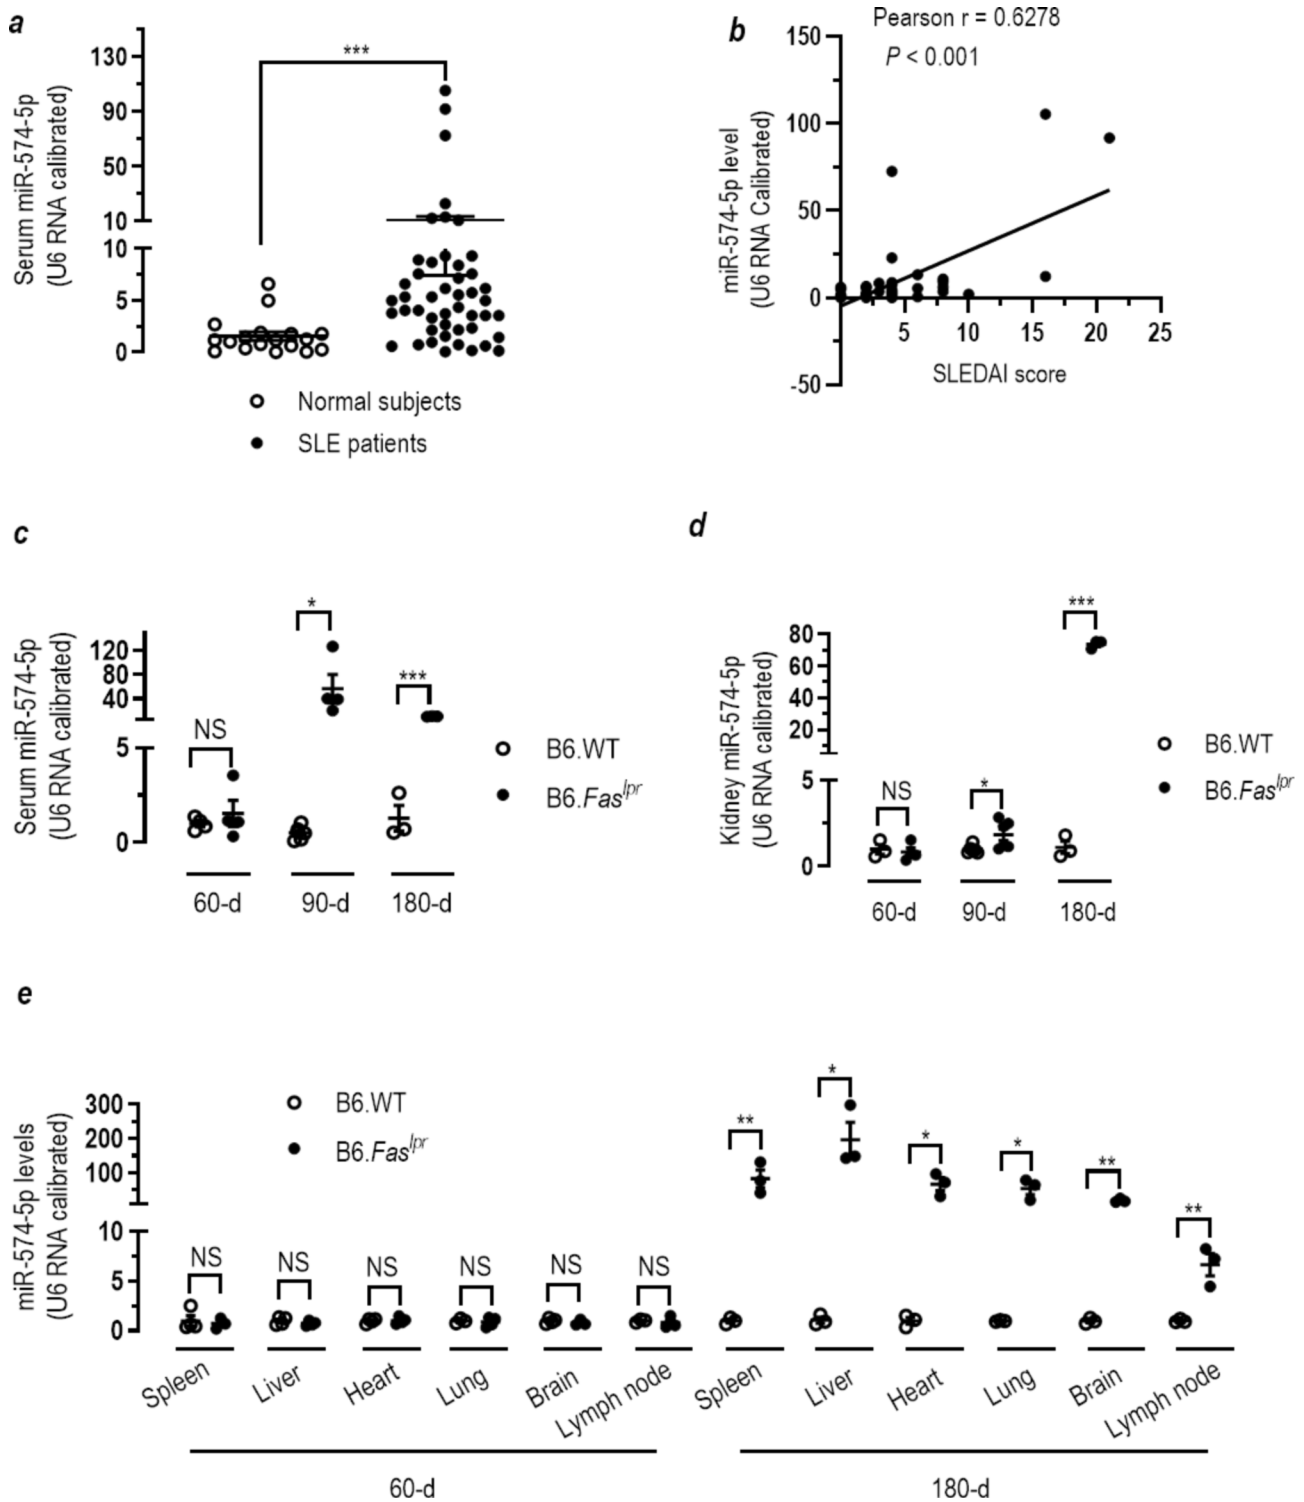 a
Serum miR-574-5p
(U6 RNA calibrated)
130
90
50
10
10
5
0
***
Normal subjects
SLE patients
b
Pearson r = 0.6278
P < 0.001
miR-574-5p level
(U6 RNA Calibrated)
150
100
50
0
-50
5 10 15 20 25
SLEDAI score
c
Serum miR-574-5p
(U6 RNA calibrated)
120
80
40
5
0
NS
*
***
60-d 90-d 180-d
B6.WT
B6.Fas^lpr
d
Kidney miR-574-5p
(U6 RNA calibrated)
80
60
40
20
5
0
NS
*
***
60-d 90-d 180-d
B6.WT
B6.Fas^lpr
e
miR-574-5p levels
(U6 RNA calibrated)
300
200
100
10
5
0
B6.WT
B6.Fas^lpr
NS NS NS NS NS NS ** * * * ** **
Spleen Liver Heart Lung Brain Lymph node Spleen Liver Heart Lung Brain Lymph node
60-d 180-d